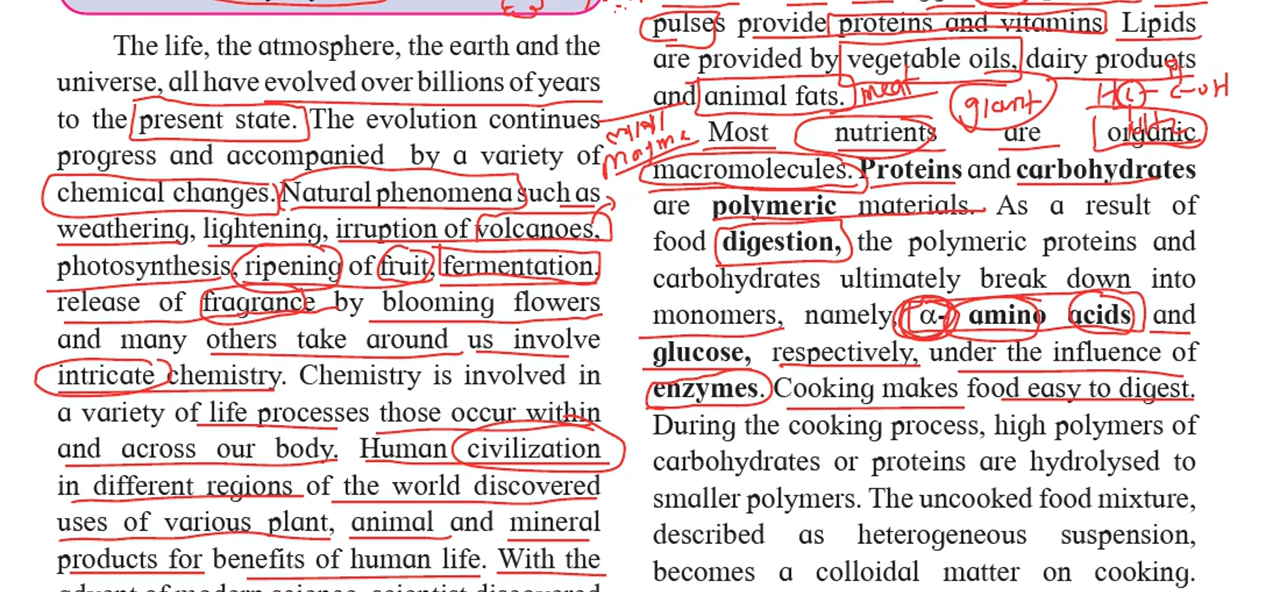 The life, the atmosphere, the earth and the
universe, all have evolved over billions of years
to the present state. The evolution continues
progress and accompanied by a variety of
chemical changes. Natural phenomena such as
weathering, lightening, irruption of volcanoes,
photosynthesis, ripening of fruit, fermentation,
release of fragrance by blooming flowers
and many others take around us involve
intricate chemistry. Chemistry is involved in
a variety of life processes those occur within
and across our body. Human civilization
in different regions of the world discovered
uses of various plant, animal and mineral
products for benefits of human life. With the
pulses provide proteins and vitamins. Lipids
are provided by vegetable oils, dairy products
and animal fats. meat
giant
Most nutrients are organic
macromolecules. Proteins and carbohydrates
are polymeric materials. As a result of
food digestion, the polymeric proteins and
carbohydrates ultimately break down into
monomers, namely, α- amino acids and
glucose, respectively, under the influence of
enzymes. Cooking makes food easy to digest.
During the cooking process, high polymers of
carbohydrates or proteins are hydrolysed to
smaller polymers. The uncooked food mixture,
described as heterogeneous suspension,
becomes a colloidal matter on cooking.